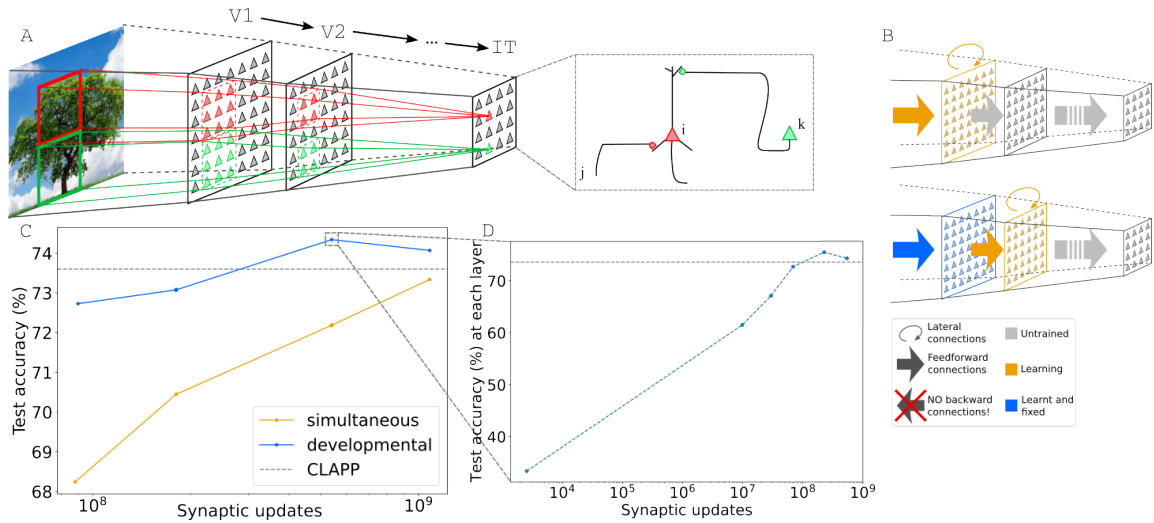 A
V1
V2
...
IT
i
k
j
B
Lateral
connections
Feedforward
connections
NO backward
connections!
Untrained
Learning
Learnt and
fixed
C
Test accuracy (%)
74
73
72
71
70
69
68
simultaneous
developmental
CLAPP
10⁸
10⁹
Synaptic updates
D
Test accuracy (%) at each layer
70
60
50
40
10⁴
10⁵
10⁶
10⁷
10⁸
10⁹
Synaptic updates